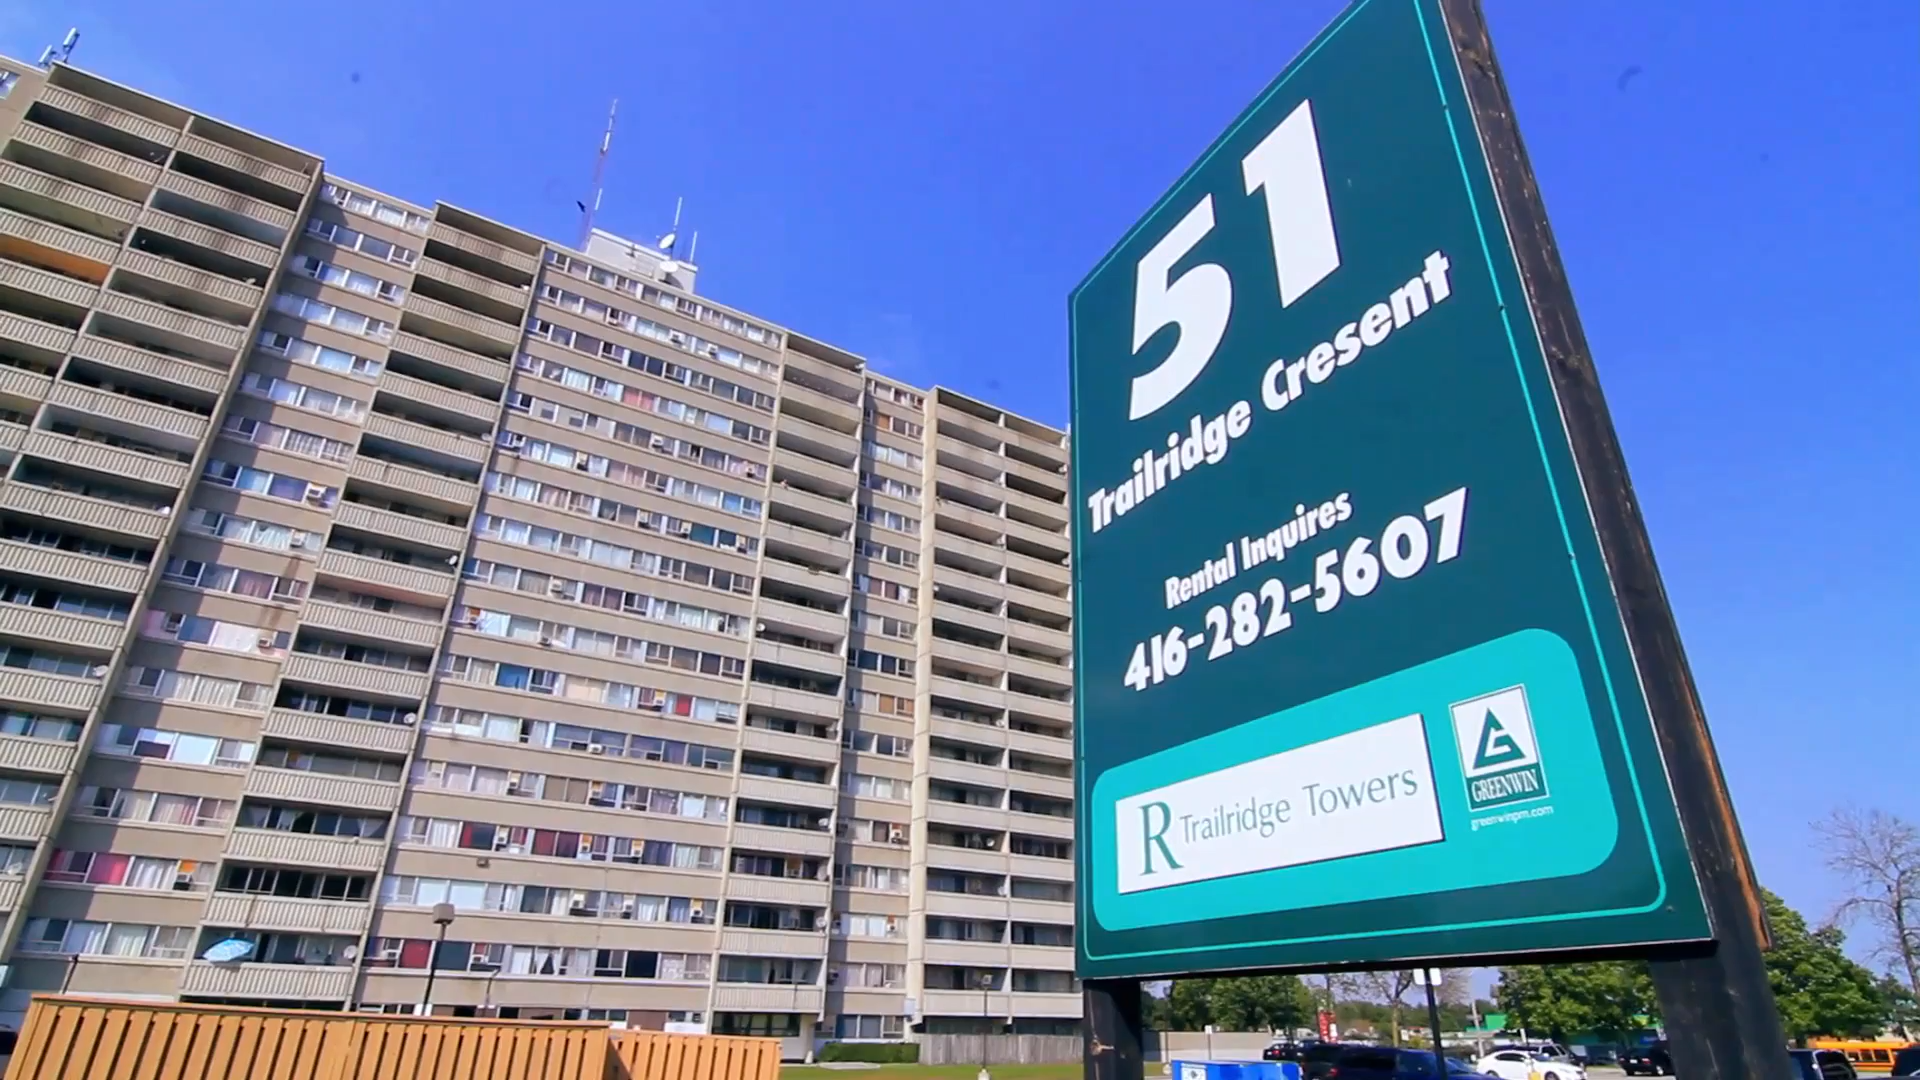 51
Trailridge Cresent
Rental Inquires
416-282-5607
R Trailridge Towers
GREENWIN
greenwinpm.com